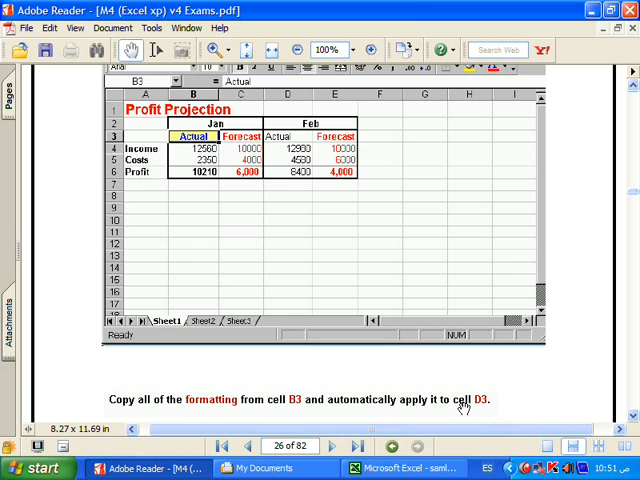 Adobe Reader - [M4 (Excel xp) v4 Exams.pdf]
File Edit View Document Tools Window Help
100% Search Web Y!
Pages
Attachments
10 B
B3 = Actual
A B C D E F G H I
1 Profit Projection
2 Jan Feb
3 Actual Forecast Actual Forecast
4 Income 12560 10000 12980 10000
5 Costs 2350 4000 4580 6000
6 Profit 10210 6,000 8400 4,000
7
8
9
10
11
12
13
14
15
16
17
Sheet1 Sheet2 Sheet3
Ready NUM
Copy all of the formatting from cell B3 and automatically apply it to cell D3.
8.27 x 11.69 in
26 of 82
start Adobe Reader - [M4 (... My Documents Microsoft Excel - saml... ES 10:51 ص